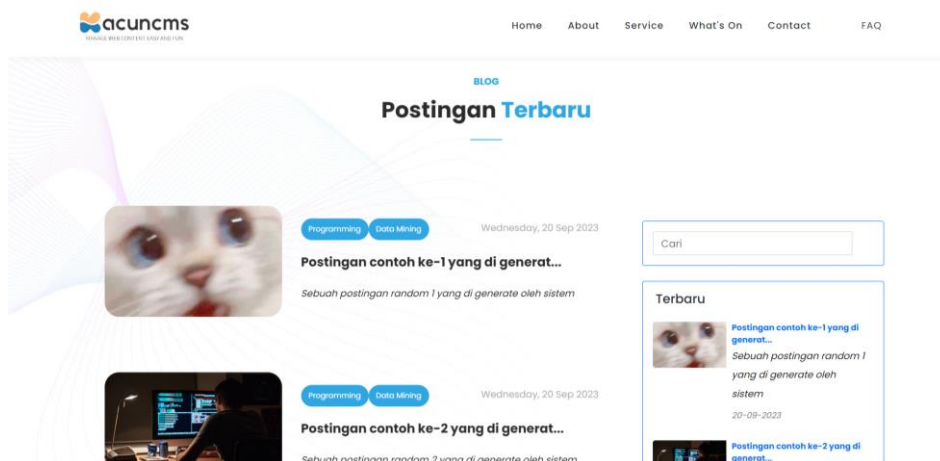 acuncms
MANAGE WEB CONTENT EASY AND FUN
Home About Service What's On Contact FAQ
BLOG
Postingan Terbaru
Programming Data Mining Wednesday, 20 Sep 2023
Postingan contoh ke-1 yang di generat...
Sebuah postingan random 1 yang di generate oleh sistem
Programming Data Mining Wednesday, 20 Sep 2023
Postingan contoh ke-2 yang di generat...
Sebuah postingan random 2 yang di generate oleh sistem
Cari
Terbaru
Postingan contoh ke-1 yang di
generat...
Sebuah postingan random 1
yang di generate oleh
sistem
20-09-2023
Postingan contoh ke-2 yang di
generat...